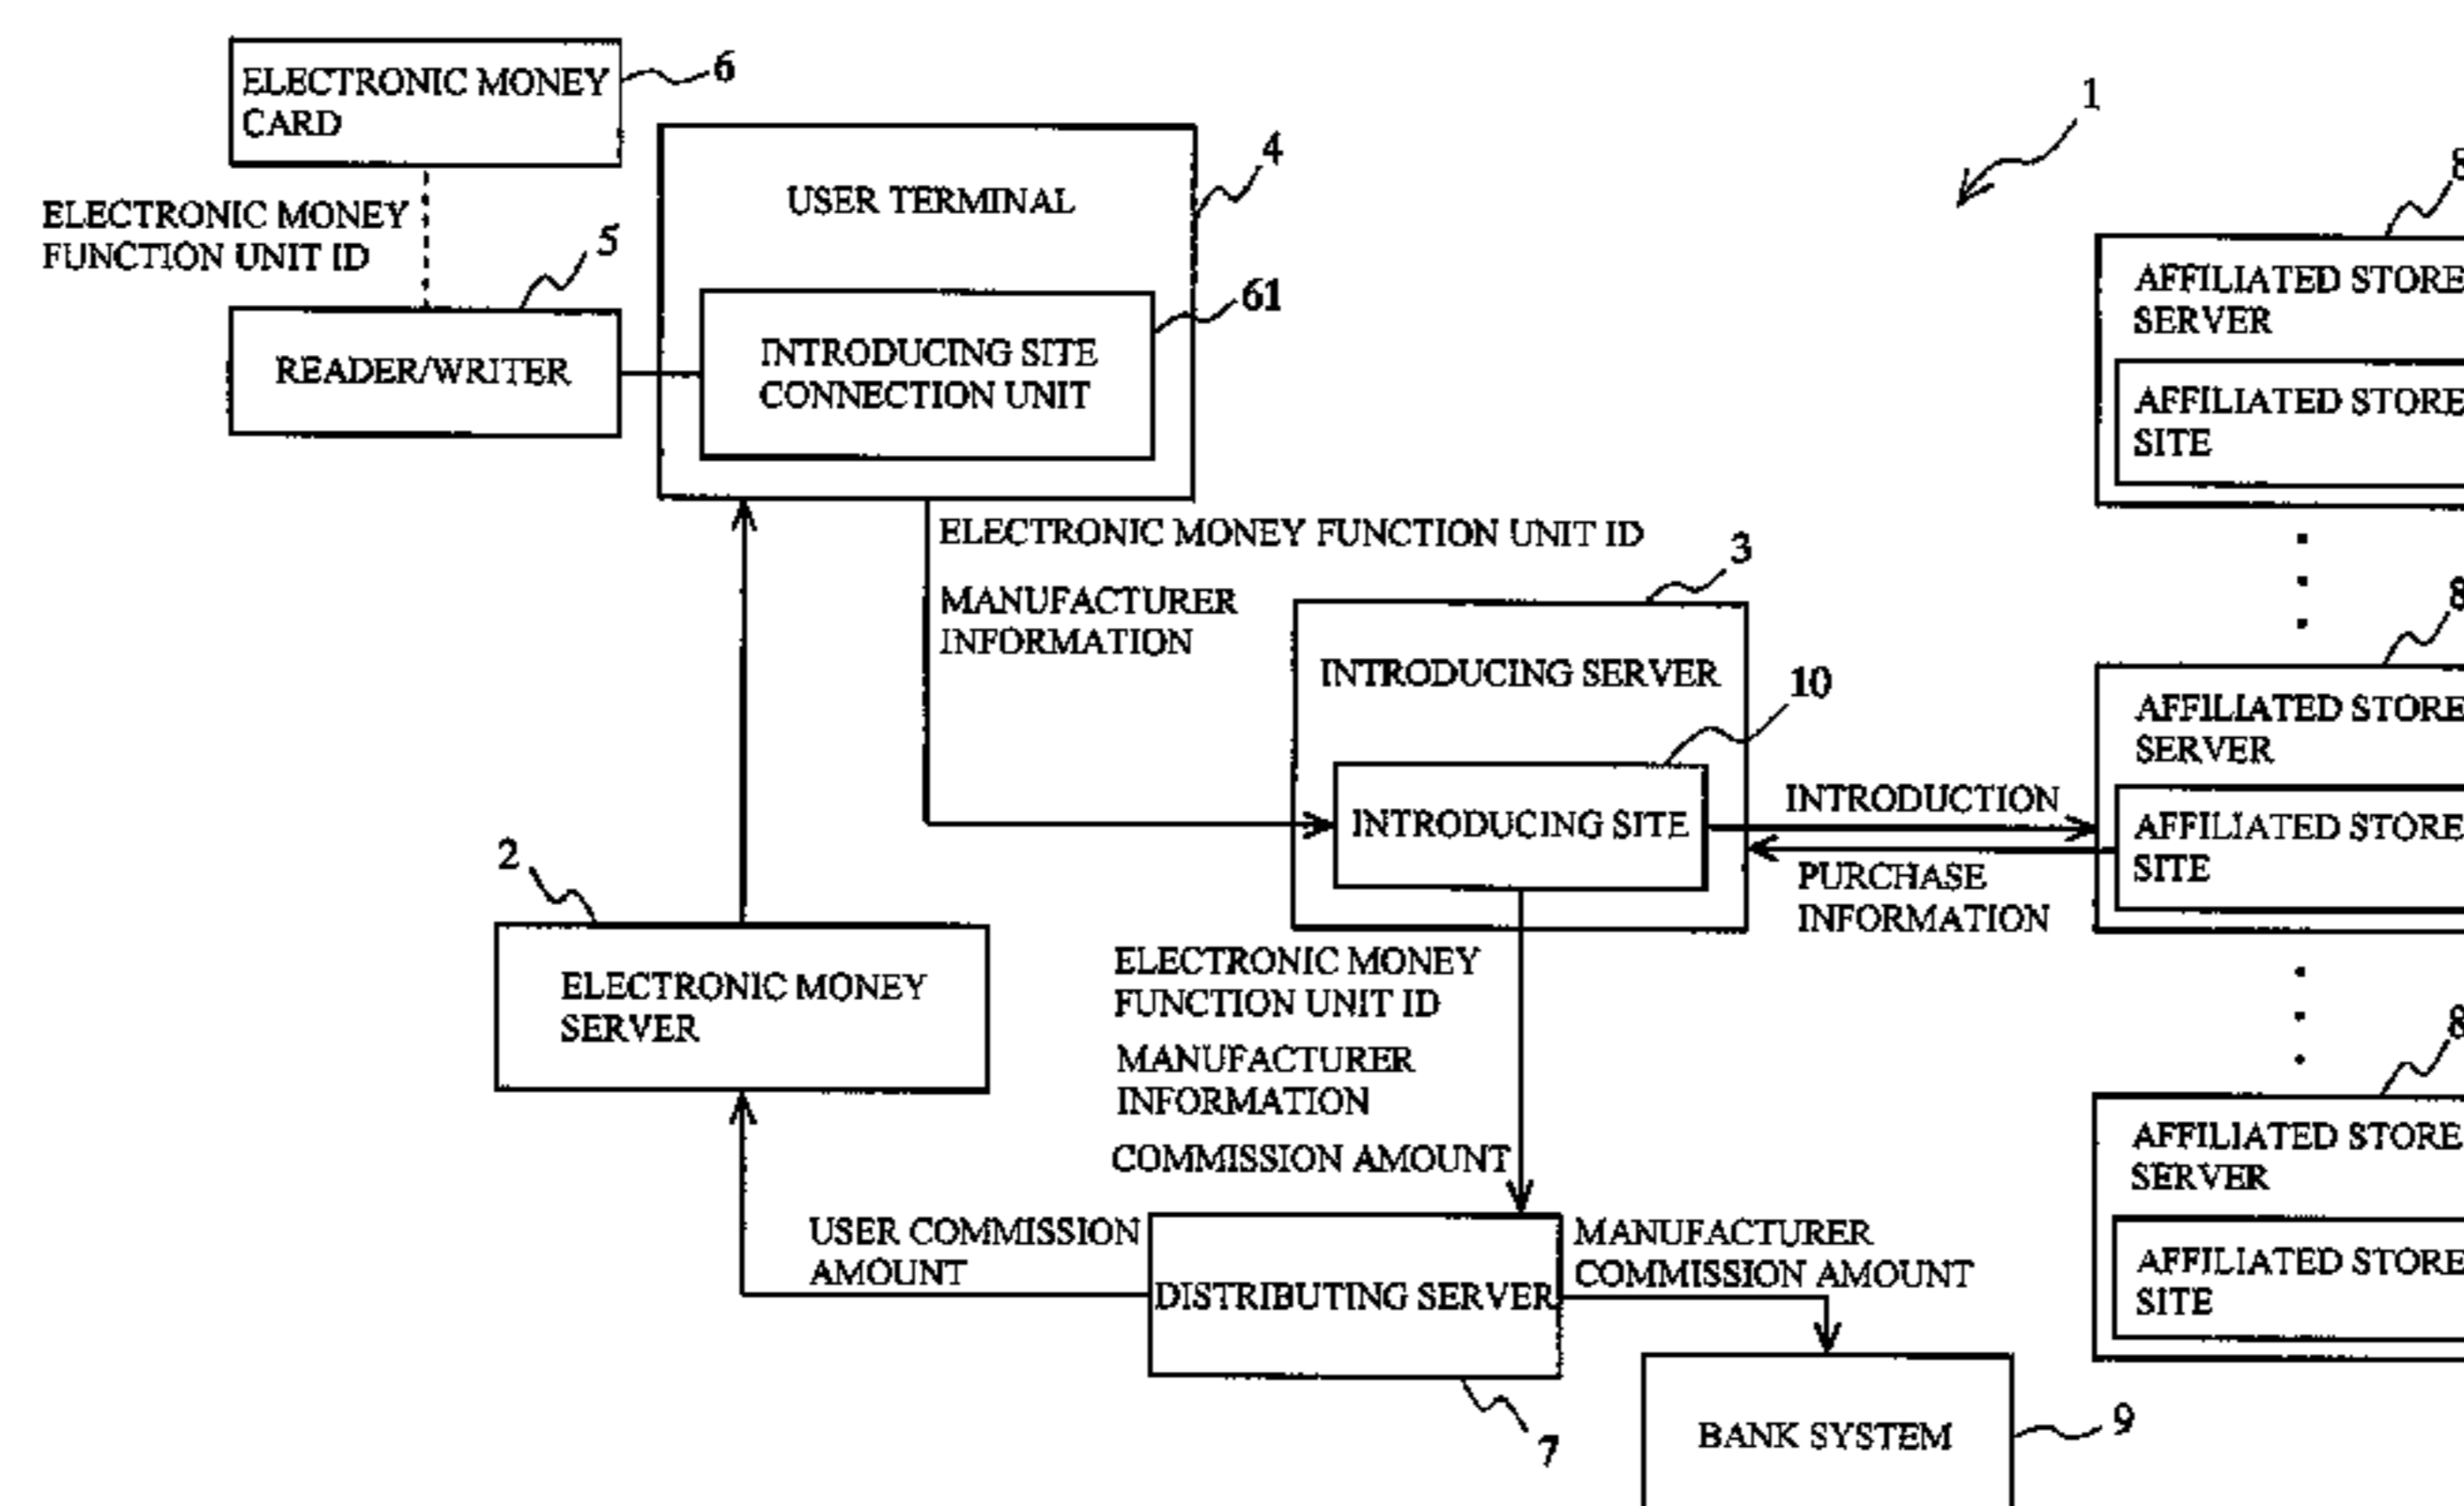 ELECTRONIC MONEY
CARD
6
ELECTRONIC MONEY
FUNCTION UNIT ID
5
READER/WRITER
USER TERMINAL
4
INTRODUCING SITE
CONNECTION UNIT
61
1
8
AFFILIATED STORE
SERVER
AFFILIATED STORE
SITE
ELECTRONIC MONEY FUNCTION UNIT ID
MANUFACTURER
INFORMATION
3
INTRODUCING SERVER
10
INTRODUCING SITE
INTRODUCTION
PURCHASE
INFORMATION
8
AFFILIATED STORE
SERVER
AFFILIATED STORE
SITE
2
ELECTRONIC MONEY
SERVER
ELECTRONIC MONEY
FUNCTION UNIT ID
MANUFACTURER
INFORMATION
COMMISSION AMOUNT
8
AFFILIATED STORE
SERVER
AFFILIATED STORE
SITE
USER COMMISSION
AMOUNT
DISTRIBUTING SERVER
7
MANUFACTURER
COMMISSION AMOUNT
BANK SYSTEM
9